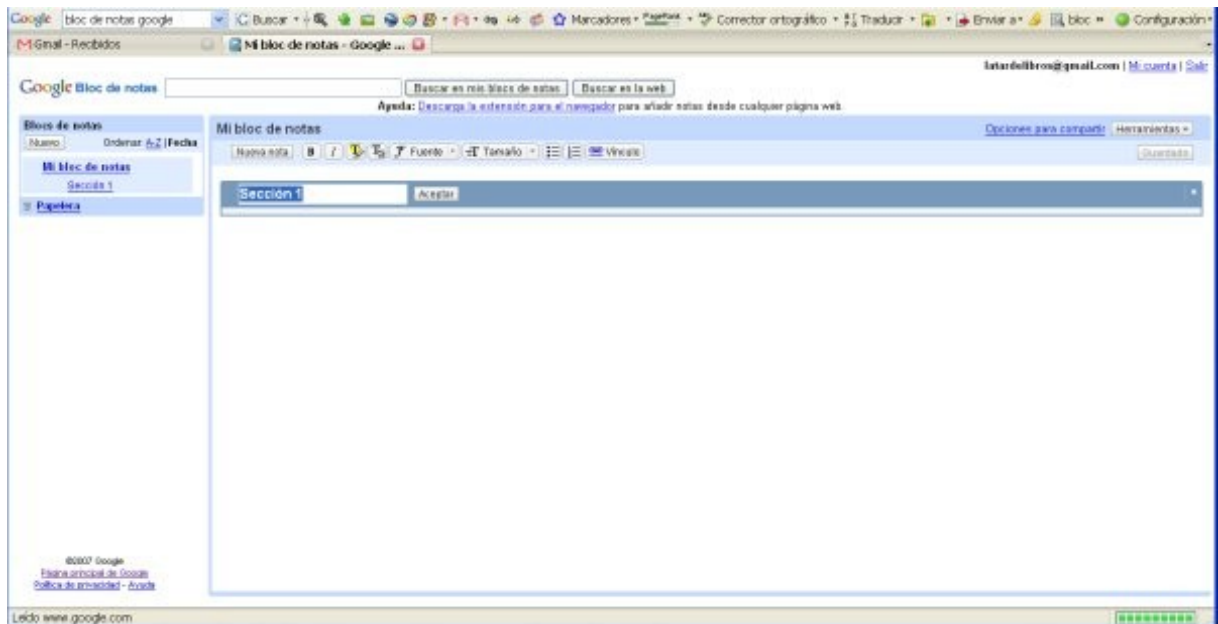 Google bloc de notas google Buscar Marcadores PageRank Corrector ortográfico Traducir Enviar a bloc Configuración
Gmail - Recibidos Mi bloc de notas - Google ...
latardelibros@gmail.com | Mi cuenta | Salir
Google Bloc de notas Buscar en mis blocs de notas Buscar en la web
Ayuda: Descarga la extensión para el navegador para añadir notas desde cualquier página web.
Blocs de notas Mi bloc de notas Opciones para compartir Herramientas
Nuevo Ordenar A-Z | Fecha Nueva nota B I Fuente Tamaño Vínculo Guardado
Mi bloc de notas
Sección 1 Sección 1 Aceptar
Papelera
©2007 Google
Página principal de Google
Política de privacidad - Ayuda
Leído www.google.com